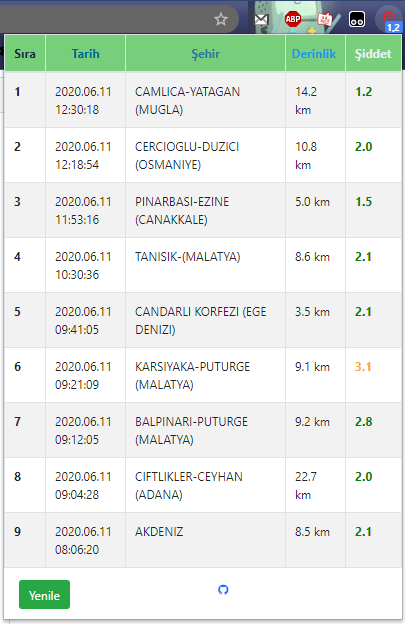 ABP
1,2
Sıra Tarih Şehir Derinlik Şiddet
1 2020.06.11 CAMLICA-YATAGAN 14.2 1.2
12:30:18 (MUGLA) km
2 2020.06.11 CERCIOGLU-DUZICI 10.8 2.0
12:18:54 (OSMANIYE) km
3 2020.06.11 PINARBASI-EZINE 5.0 km 1.5
11:53:16 (CANAKKALE)
4 2020.06.11 TANISIK-(MALATYA) 8.6 km 2.1
10:30:36
5 2020.06.11 CANDARLI KORFEZI (EGE 3.5 km 2.1
09:41:05 DENIZI)
6 2020.06.11 KARSIYAKA-PUTURGE 9.1 km 3.1
09:21:09 (MALATYA)
7 2020.06.11 BALPINARI-PUTURGE 9.2 km 2.8
09:12:05 (MALATYA)
8 2020.06.11 CIFTLIKLER-CEYHAN 22.7 2.0
09:04:28 (ADANA) km
9 2020.06.11 AKDENIZ 8.5 km 2.1
08:06:20
Yenile